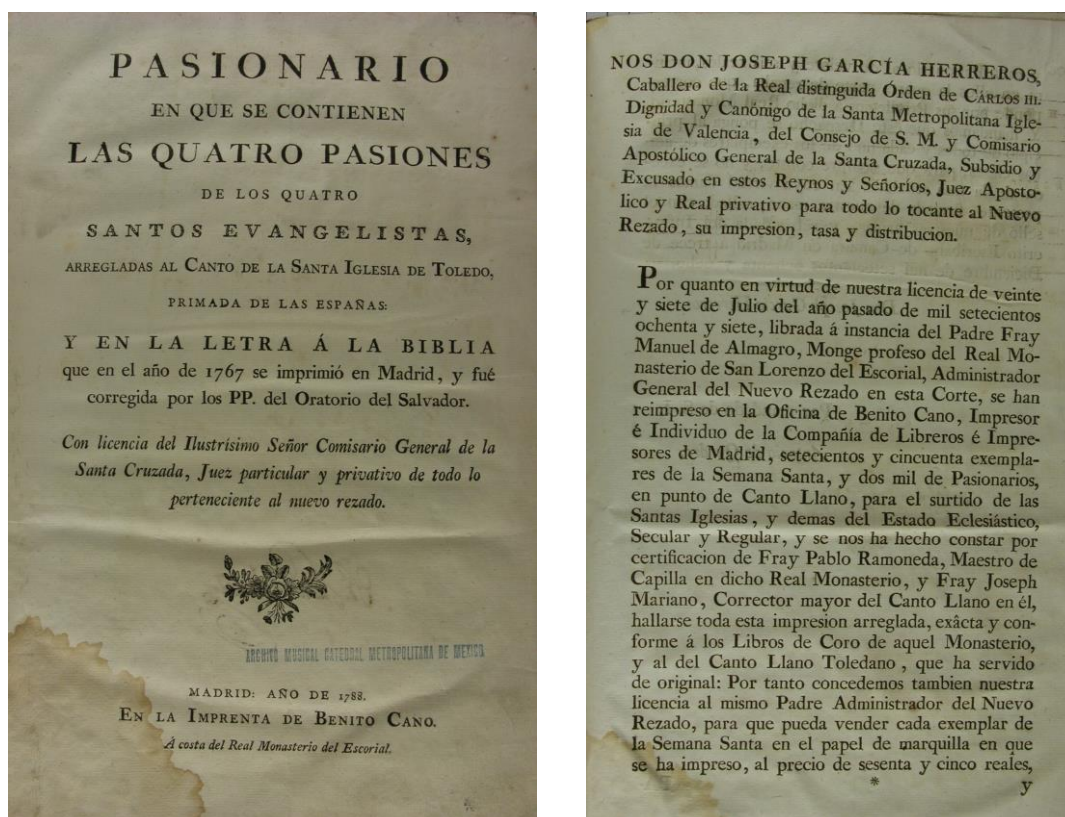 PASIONARIO
EN QUE SE CONTIENEN
LAS QUATRO PASIONES
DE LOS QUATRO
SANTOS EVANGELISTAS,
ARREGLADAS AL CANTO DE LA SANTA IGLESIA DE TOLEDO,
PRIMADA DE LAS ESPAÑAS:
Y EN LA LETRA Á LA BIBLIA
que en el año de 1767 se imprimió en Madrid, y fué
corregida por los PP. del Oratorio del Salvador.
Con licencia del Ilustrísimo Señor Comisario General de la
Santa Cruzada, Juez particular y privativo de todo lo
perteneciente al nuevo rezado.
ARCHIVO MUSICAL CATEDRAL METROPOLITANA DE MEXICO
MADRID: AÑO DE 1788.
EN LA IMPRENTA DE BENITO CANO.
Á costa del Real Monasterio del Escorial.
NOS DON JOSEPH GARCÍA HERREROS,
Caballero de la Real distinguida Órden de CÁRLOS III.
Dignidad y Canónigo de la Santa Metropolitana Igle-
sia de Valencia, del Consejo de S. M. y Comisario
Apostólico General de la Santa Cruzada, Subsidio y
Excusado en estos Reynos y Señoríos, Juez Aposto-
lico y Real privativo para todo lo tocante al Nuevo
Rezado, su impresion, tasa y distribucion.
Por quanto en virtud de nuestra licencia de veinte
y siete de Julio del año pasado de mil setecientos
ochenta y siete, librada á instancia del Padre Fray
Manuel de Almagro, Monge profeso del Real Mo-
nasterio de San Lorenzo del Escorial, Administrador
General del Nuevo Rezado en esta Corte, se han
reimpreso en la Oficina de Benito Cano, Impresor
é Individuo de la Compañía de Libreros é Impre-
sores de Madrid, setecientos y cincuenta exempla-
res de la Semana Santa, y dos mil de Pasionarios,
en punto de Canto Llano, para el surtido de las
Santas Iglesias, y demas del Estado Eclesiástico,
Secular y Regular, y se nos ha hecho constar por
certificacion de Fray Pablo Ramoneda, Maestro de
Capilla en dicho Real Monasterio, y Fray Joseph
Mariano, Corrector mayor del Canto Llano en él,
hallarse toda esta impresion arreglada, exâcta y con-
forme á los Libros de Coro de aquel Monasterio,
y al del Canto Llano Toledano, que ha servido
de original: Por tanto concedemos tambien nuestra
licencia al mismo Padre Administrador del Nuevo
Rezado, para que pueda vender cada exemplar de
la Semana Santa en el papel de marquilla en que
se ha impreso, al precio de sesenta y cinco reales,
* y